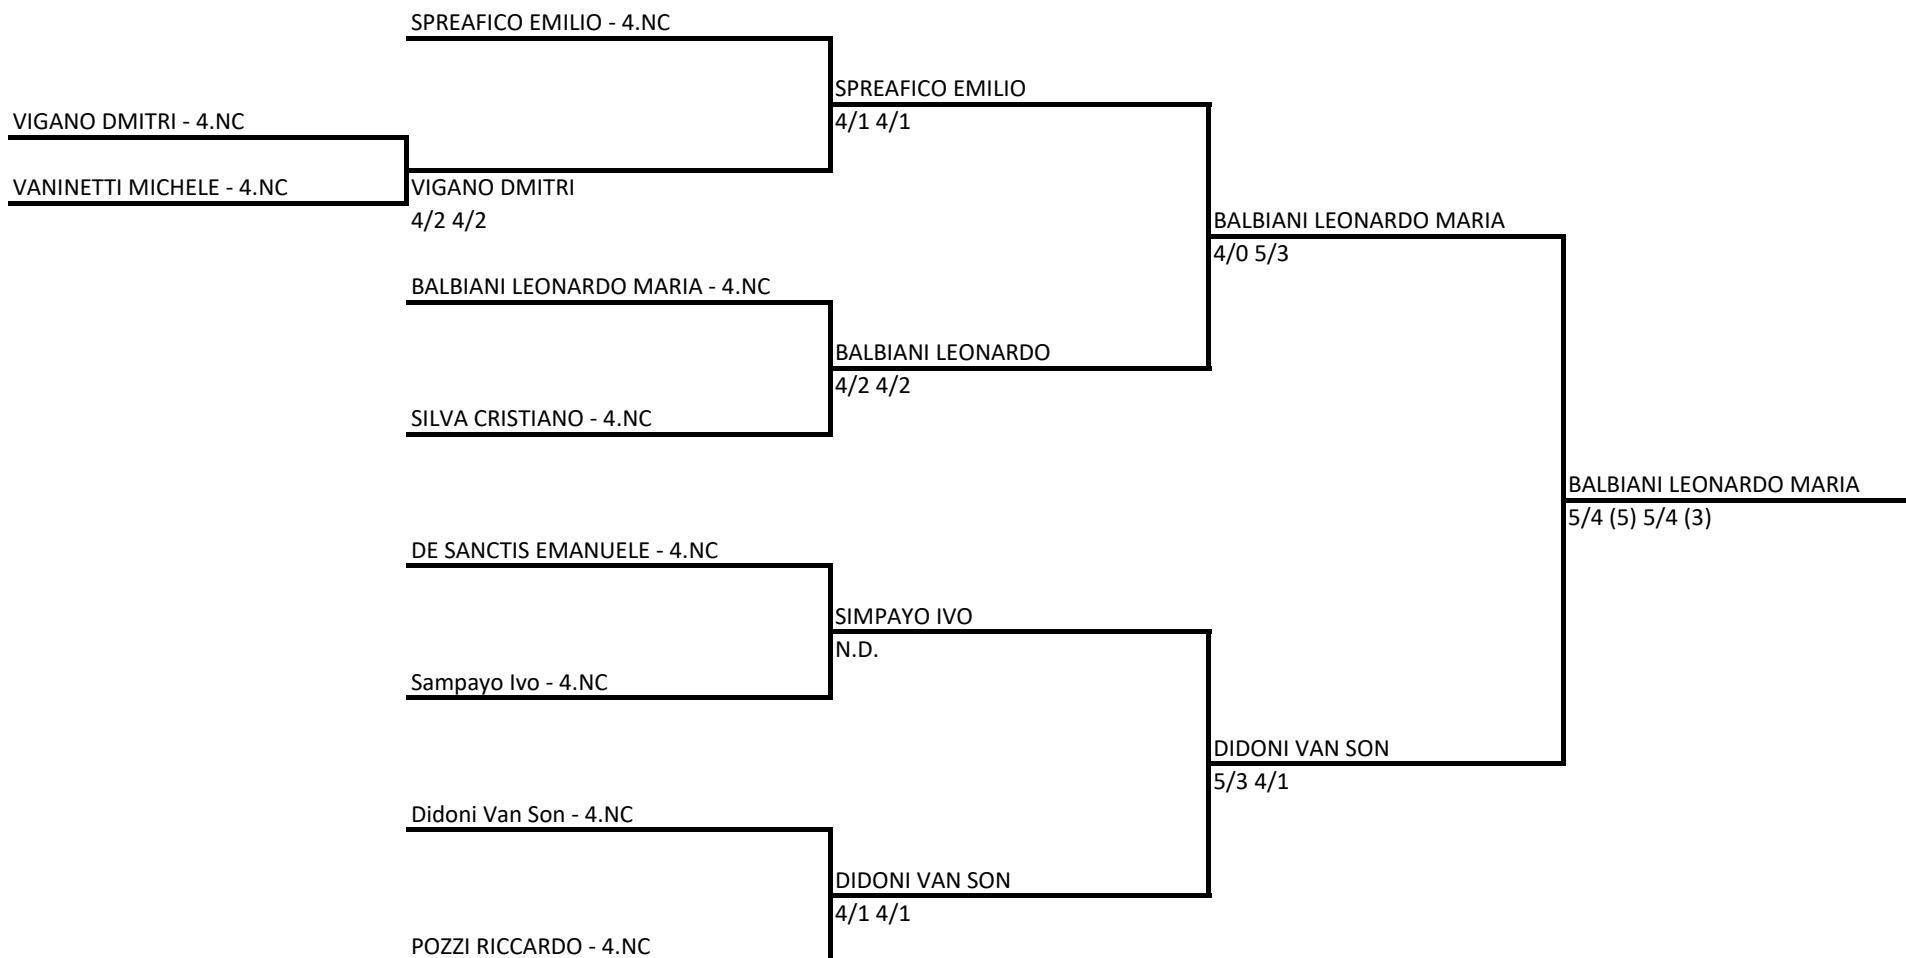 SPREAFICO EMILIO - 4.NC
SPREAFICO EMILIO
4/1 4/1
VIGANO DMITRI - 4.NC
VANINETTI MICHELE - 4.NC
VIGANO DMITRI
4/2 4/2
BALBIANI LEONARDO MARIA
4/0 5/3
BALBIANI LEONARDO MARIA - 4.NC
BALBIANI LEONARDO
4/2 4/2
SILVA CRISTIANO - 4.NC
BALBIANI LEONARDO MARIA
5/4 (5) 5/4 (3)
DE SANCTIS EMANUELE - 4.NC
SIMPAYO IVO
N.D.
Sampayo Ivo - 4.NC
DIDONI VAN SON
5/3 4/1
Didoni Van Son - 4.NC
DIDONI VAN SON
4/1 4/1
POZZI RICCARDO - 4.NC